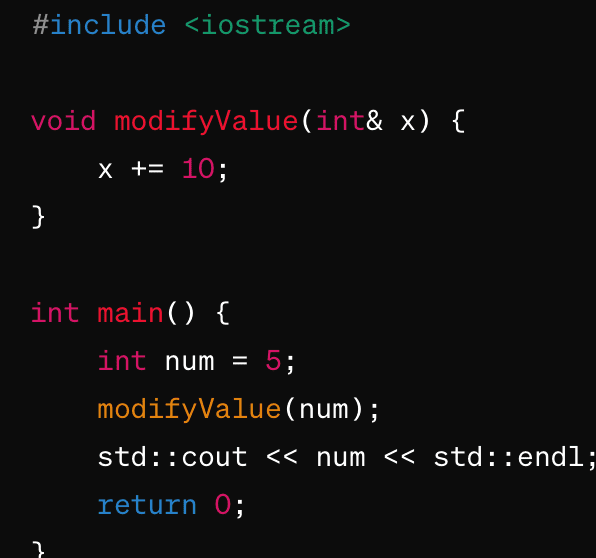 #include <iostream>
void modifyValue(int& x) {
    x += 10;
}
int main() {
    int num = 5;
    modifyValue(num);
    std::cout << num << std::endl;
    return 0;
}